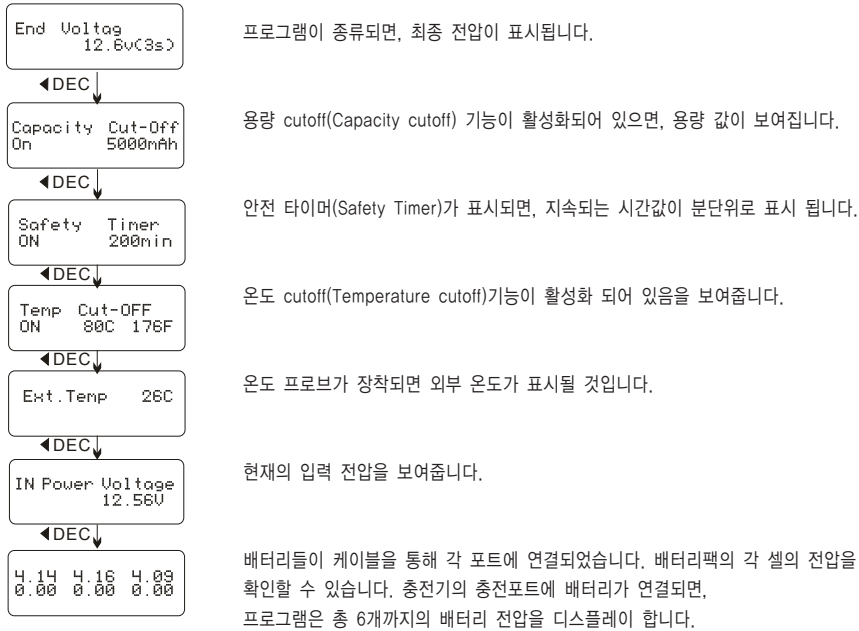 End Voltag
12.6v(3s)
프로그램이 종류되면, 최종 전압이 표시됩니다.
◀DEC
Capacity Cut-Off
On 5000mAh
용량 cutoff(Capacity cutoff) 기능이 활성화되어 있으면, 용량 값이 보여집니다.
◀DEC
Safety Timer
ON 200min
안전 타이머(Safety Timer)가 표시되면, 지속되는 시간값이 분단위로 표시 됩니다.
◀DEC
Temp Cut-OFF
ON 80C 176F
온도 cutoff(Temperature cutoff)기능이 활성화 되어 있음을 보여줍니다.
◀DEC
Ext.Temp 26C
온도 프로브가 장착되면 외부 온도가 표시될 것입니다.
◀DEC
IN Power Voltage
12.56V
현재의 입력 전압을 보여줍니다.
◀DEC
4.14 4.16 4.09
0.00 0.00 0.00
배터리들이 케이블을 통해 각 포트에 연결되었습니다. 배터리팩의 각 셀의 전압을
확인할 수 있습니다. 충전기의 충전포트에 배터리가 연결되면,
프로그램은 총 6개까지의 배터리 전압을 디스플레이 합니다.